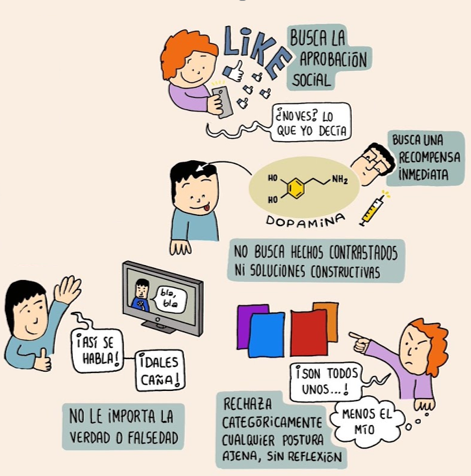 LIKE
BUSCA LA
APROBACIÓN
SOCIAL
¿NO VES? LO
QUE YO DECÍA
BUSCA UNA
RECOMPENSA
INMEDIATA
HO
HO
NH₂
DOPAMINA
NO BUSCA HECHOS CONTRASTADOS
NI SOLUCIONES CONSTRUCTIVAS
bla,
bla
¡ASÍ SE
HABLA!
¡DALES
CAÑA!
NO LE IMPORTA LA
VERDAD O FALSEDAD
¡SON TODOS
UNOS...!
MENOS EL
MÍO
RECHAZA
CATEGÓRICAMENTE
CUALQUIER POSTURA
AJENA, SIN REFLEXIÓN